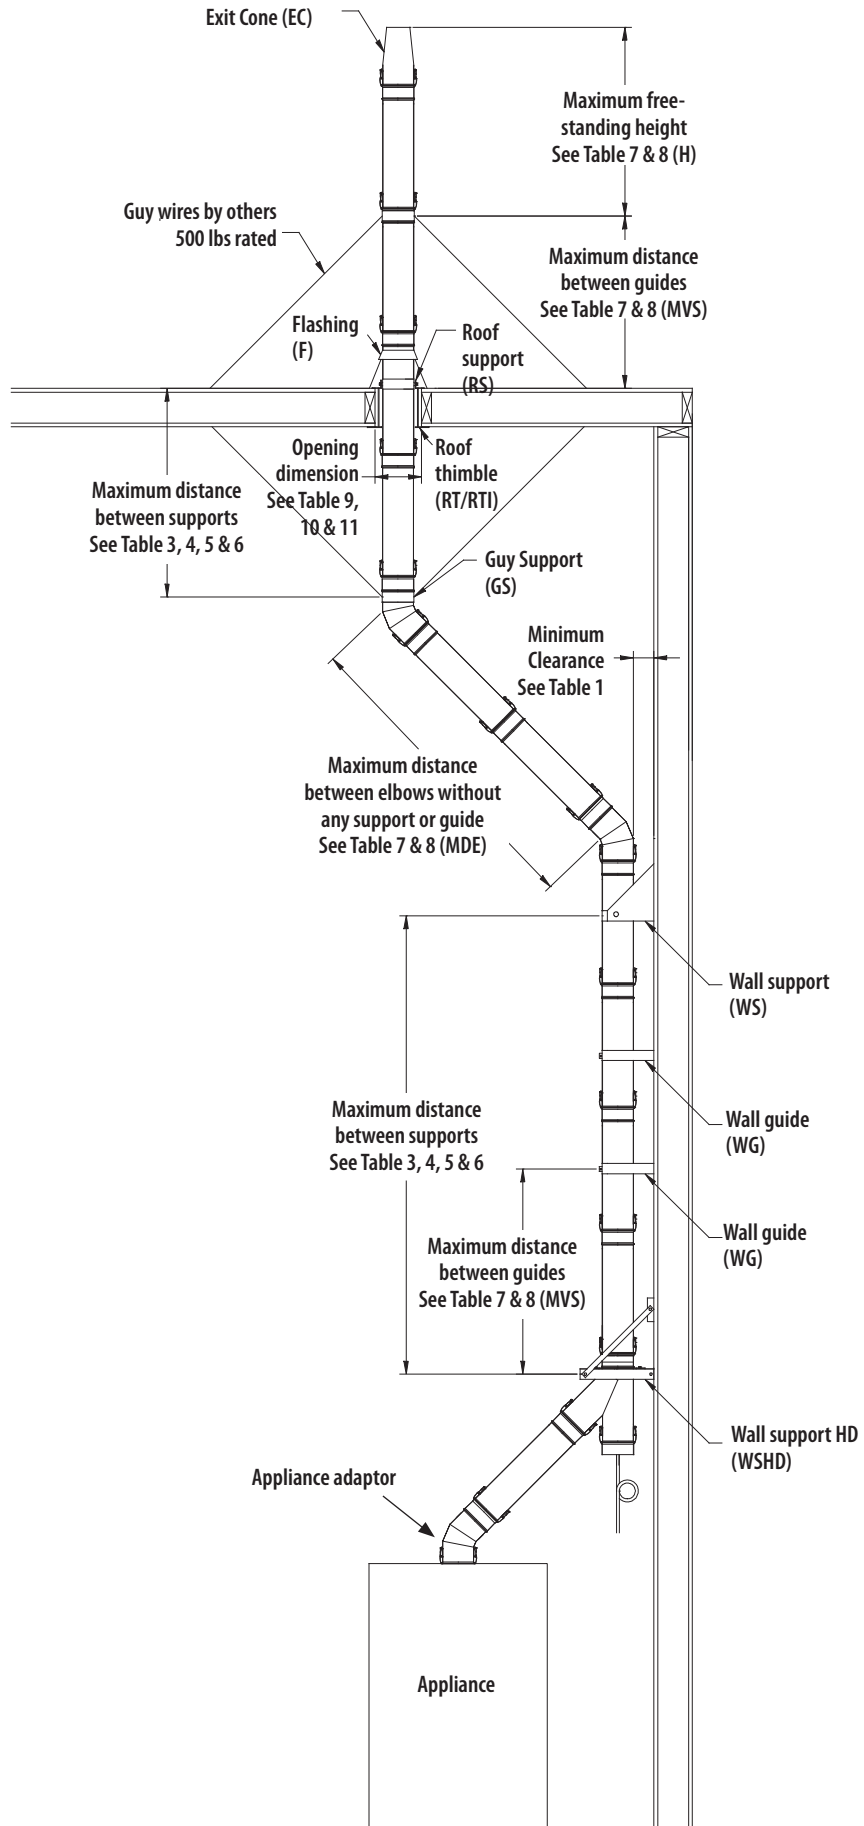 Exit Cone (EC)
Maximum free-
standing height
See Table 7 & 8 (H)
Guy wires by others
500 lbs rated
Maximum distance
between guides
See Table 7 & 8 (MVS)
Flashing
(F)
Roof
support
(RS)
Opening
dimension
See Table 9,
10 & 11
Roof
thimble
(RT/RTI)
Maximum distance
between supports
See Table 3, 4, 5 & 6
Guy Support
(GS)
Minimum
Clearance
See Table 1
Maximum distance
between elbows without
any support or guide
See Table 7 & 8 (MDE)
Wall support
(WS)
Maximum distance
between supports
See Table 3, 4, 5 & 6
Wall guide
(WG)
Wall guide
(WG)
Maximum distance
between guides
See Table 7 & 8 (MVS)
Wall support HD
(WSHD)
Appliance adaptor
Appliance